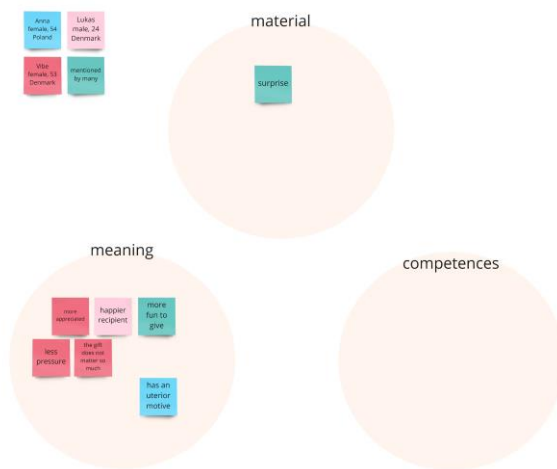 Anna
female, 54
Poland
Lukas
male, 24
Denmark
Vibe
female, 53
Denmark
mentioned
by many
material
surprise
meaning
more
appreciated
happier
recipient
more
fun to
give
less
pressure
the gift
does not
matter so
much
has an
uterior
motive
competences